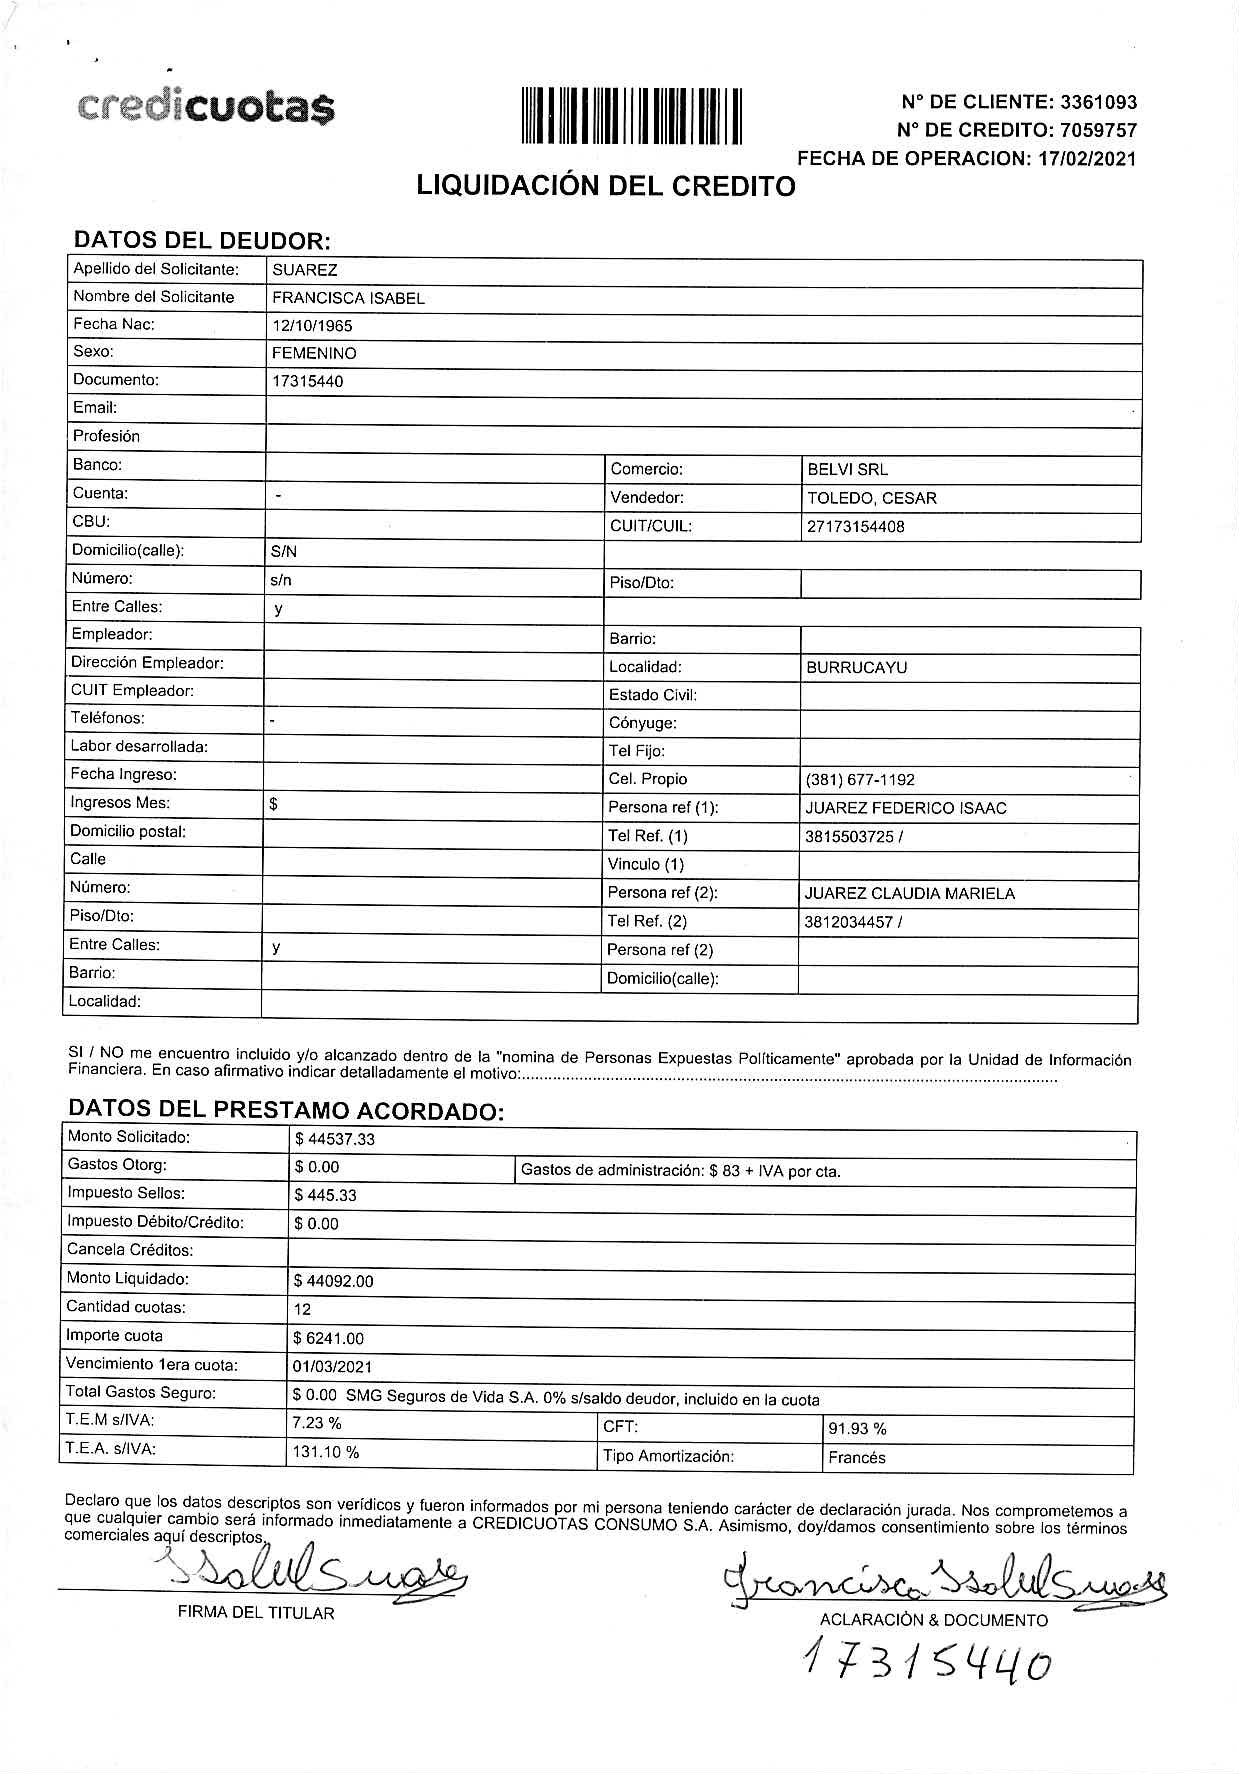 credicuotas
N° DE CLIENTE: 3361093
N° DE CREDITO: 7059757
FECHA DE OPERACION: 17/02/2021
LIQUIDACIÓN DEL CREDITO
DATOS DEL DEUDOR:
Apellido del Solicitante: SUAREZ
Nombre del Solicitante FRANCISCA ISABEL
Fecha Nac: 12/10/1965
Sexo: FEMENINO
Documento: 17315440
Email:
Profesión
Banco: Comercio: BELVI SRL
Cuenta: - Vendedor: TOLEDO, CESAR
CBU: CUIT/CUIL: 27173154408
Domicilio(calle): S/N
Número: s/n Piso/Dto:
Entre Calles: y
Empleador: Barrio:
Dirección Empleador: Localidad: BURRUCAYU
CUIT Empleador: Estado Civil:
Teléfonos: - Cónyuge:
Labor desarrollada: Tel Fijo:
Fecha Ingreso: Cel. Propio (381) 677-1192
Ingresos Mes: $ Persona ref (1): JUAREZ FEDERICO ISAAC
Domicilio postal: Tel Ref. (1) 3815503725 /
Calle Vinculo (1)
Número: Persona ref (2): JUAREZ CLAUDIA MARIELA
Piso/Dto: Tel Ref. (2) 3812034457 /
Entre Calles: y Persona ref (2)
Barrio: Domicilio(calle):
Localidad:
SI / NO me encuentro incluido y/o alcanzado dentro de la "nomina de Personas Expuestas Políticamente" aprobada por la Unidad de Información
Financiera. En caso afirmativo indicar detalladamente el motivo:..........
DATOS DEL PRESTAMO ACORDADO:
Monto Solicitado: $ 44537.33
Gastos Otorg: $ 0.00 Gastos de administración: $ 83 + IVA por cta.
Impuesto Sellos: $ 445.33
Impuesto Débito/Crédito: $ 0.00
Cancela Créditos:
Monto Liquidado: $ 44092.00
Cantidad cuotas: 12
Importe cuota $ 6241.00
Vencimiento 1era cuota: 01/03/2021
Total Gastos Seguro: $ 0.00 SMG Seguros de Vida S.A. 0% s/saldo deudor, incluido en la cuota
T.E.M s/IVA: 7.23 % CFT: 91.93 %
T.E.A. s/IVA: 131.10 % Tipo Amortización: Francés
Declaro que los datos descriptos son verídicos y fueron informados por mi persona teniendo carácter de declaración jurada. Nos comprometemos a
que cualquier cambio será informado inmediatamente a CREDICUOTAS CONSUMO S.A. Asimismo, doy/damos consentimiento sobre los términos
comerciales aquí descriptos.
Isabel Suarez Francisca Isabel Suarez
FIRMA DEL TITULAR ACLARACIÓN & DOCUMENTO
17315440